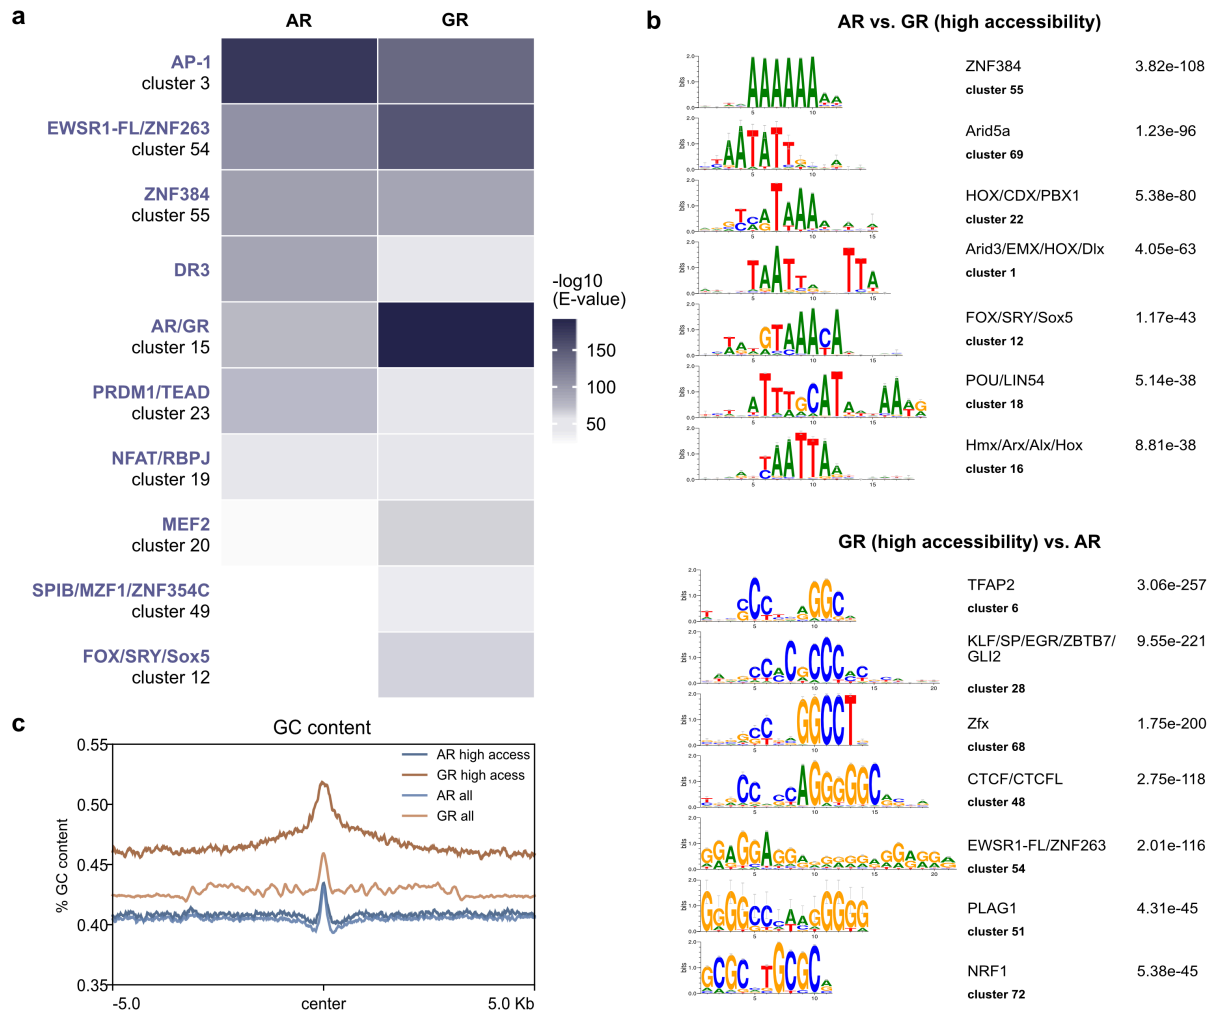 a
AR
GR
AP-1
cluster 3
EWSR1-FL/ZNF263
cluster 54
ZNF384
cluster 55
DR3
AR/GR
cluster 15
PRDM1/TEAD
cluster 23
NFAT/RBPJ
cluster 19
MEF2
cluster 20
SPIB/MZF1/ZNF354C
cluster 49
FOX/SRY/Sox5
cluster 12
-log10
(E-value)
150
100
50
b
AR vs. GR (high accessibility)
ZNF384 3.82e-108
cluster 55
Arid5a 1.23e-96
cluster 69
HOX/CDX/PBX1 5.38e-80
cluster 22
Arid3/EMX/HOX/Dlx 4.05e-63
cluster 1
FOX/SRY/Sox5 1.17e-43
cluster 12
POU/LIN54 5.14e-38
cluster 18
Hmx/Arx/Alx/Hox 8.81e-38
cluster 16
GR (high accessibility) vs. AR
TFAP2 3.06e-257
cluster 6
KLF/SP/EGR/ZBTB7/ 9.55e-221
GLI2
cluster 28
Zfx 1.75e-200
cluster 68
CTCF/CTCFL 2.75e-118
cluster 48
EWSR1-FL/ZNF263 2.01e-116
cluster 54
PLAG1 4.31e-45
cluster 51
NRF1 5.38e-45
cluster 72
c
GC content
0.55
0.50
0.45
0.40
0.35
% GC content
AR high access
GR high acess
AR all
GR all
-5.0
center
5.0 Kb